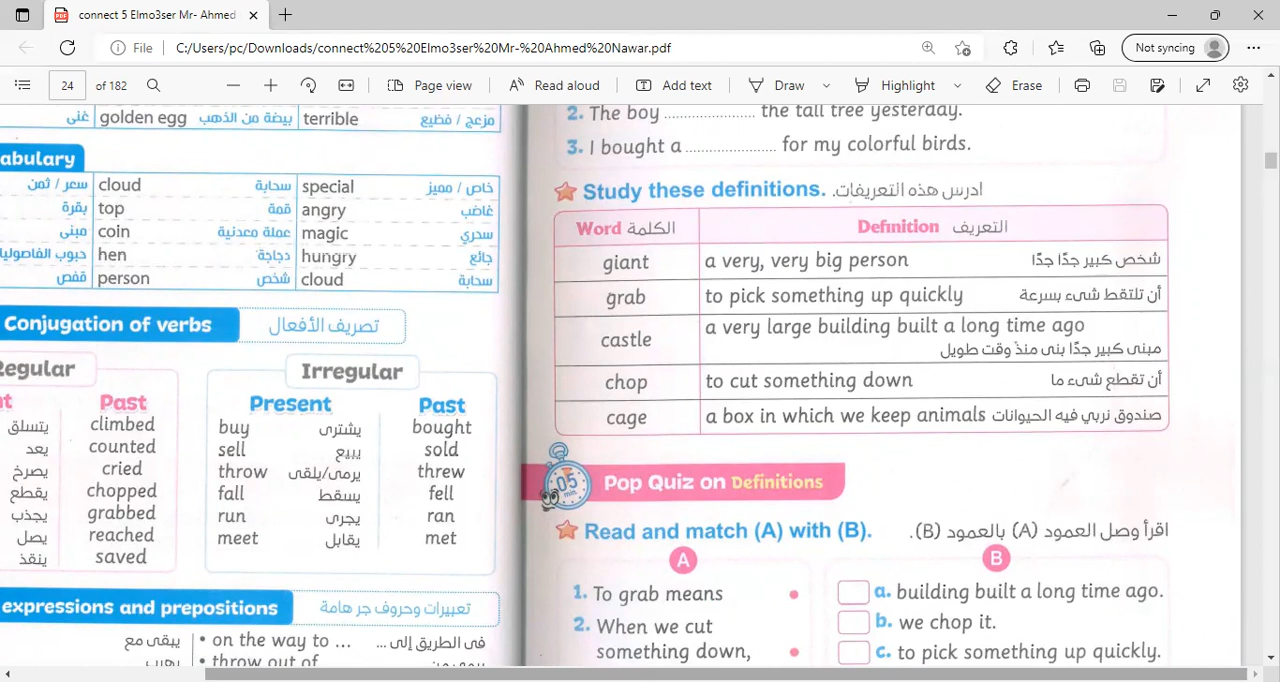 connect 5 Elmo3ser Mr- Ahmed
File
C:/Users/pc/Downloads/connect%205%20Elmo3ser%20Mr-%20Ahmed%20Nawar.pdf
Not syncing
24 of 182
Page view
Read aloud
Add text
Draw
Highlight
Erase
غنى golden egg بيضة من الذهب terrible مزعج / فظيع
abulary
سعر / ثمن cloud سحابة special خاص / مميز
بقرة top قمة angry غاضب
مبنى coin عملة معدنية magic سحري
حبوب الفاصوليا hen دجاجة hungry جائع
قفص person شخص cloud سحابة
Conjugation of verbs تصريف الأفعال
Regular
Irregular
nt Past
Present Past
يتسلق climbed
يعد counted
يصرخ cried
يقطع chopped
يجذب grabbed
يصل reached
ينقذ saved
buy يشترى bought
sell يبيع sold
throw يرمى/يلقى threw
fall يسقط fell
run يجرى ran
meet يقابل met
expressions and prepositions تعبيرات وحروف جر هامة
يبقى مع • on the way to ... فى الطريق إلى ...
• throw out of
2. The boy .................... the tall tree yesterday.
3. I bought a .................... for my colorful birds.
Study these definitions. ادرس هذه التعريفات.
Word الكلمة Definition التعريف
giant a very, very big person شخص كبير جدًا جدًا
grab to pick something up quickly أن تلتقط شىء بسرعة
castle a very large building built a long time ago
مبنى كبير جدًا بنى منذ وقت طويل
chop to cut something down أن تقطع شىء ما
cage a box in which we keep animals صندوق نربي فيه الحيوانات
05
min
Pop Quiz on Definitions
Read and match (A) with (B). اقرأ وصل العمود (A) بالعمود (B).
A B
1. To grab means
2. When we cut
something down,
a. building built a long time ago.
b. we chop it.
c. to pick something up quickly.